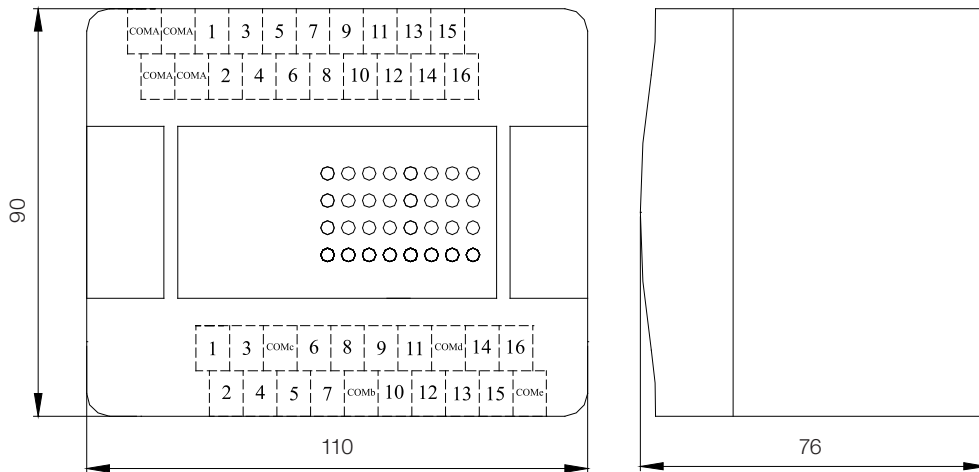 COMA COMA 1 3 5 7 9 11 13 15
COMA COMA 2 4 6 8 10 12 14 16
90
1 3 COMc 6 8 9 11 COMd 14 16
2 4 5 7 COMb 10 12 13 15 COMe
110
76